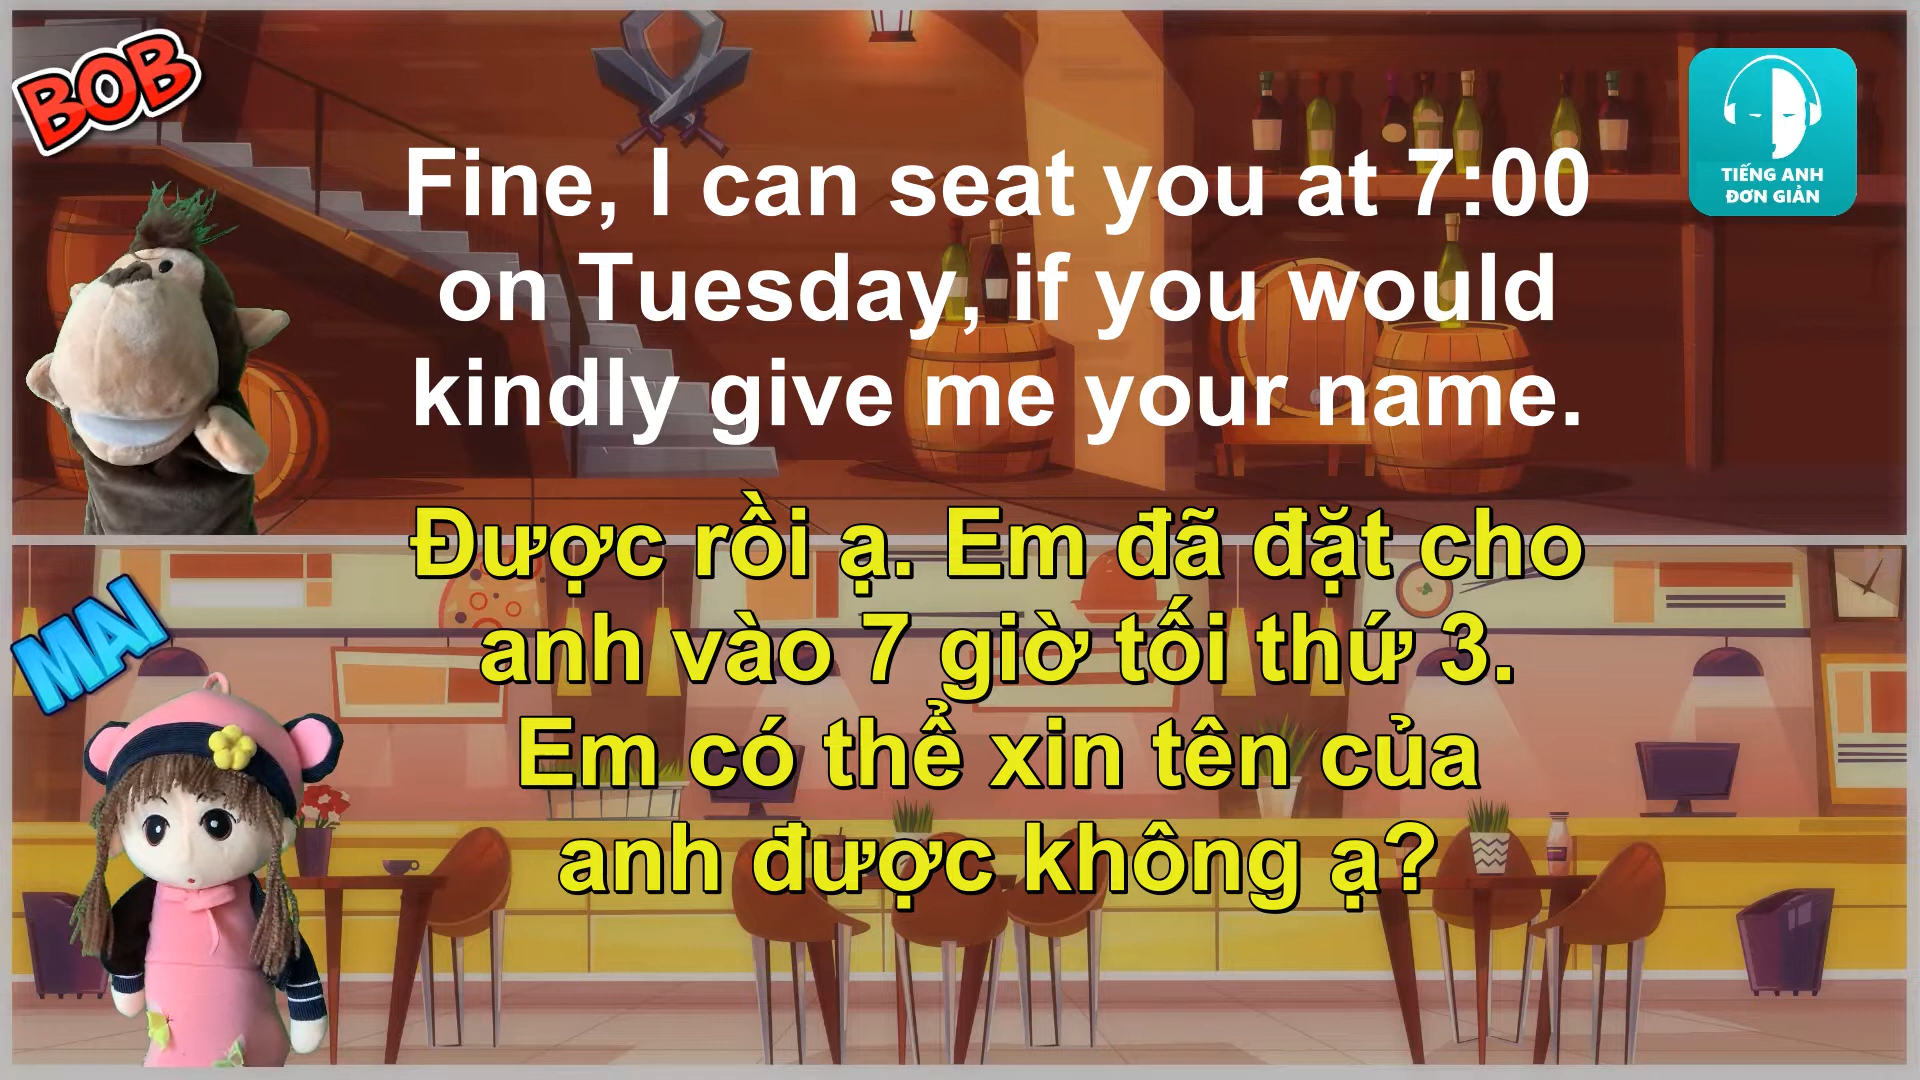 BOB
TIẾNG ANH
ĐƠN GIẢN
Fine, I can seat you at 7:00
on Tuesday, if you would
kindly give me your name.
Được rồi ạ. Em đã đặt cho
anh vào 7 giờ tối thứ 3.
Em có thể xin tên của
anh được không ạ?
MAI